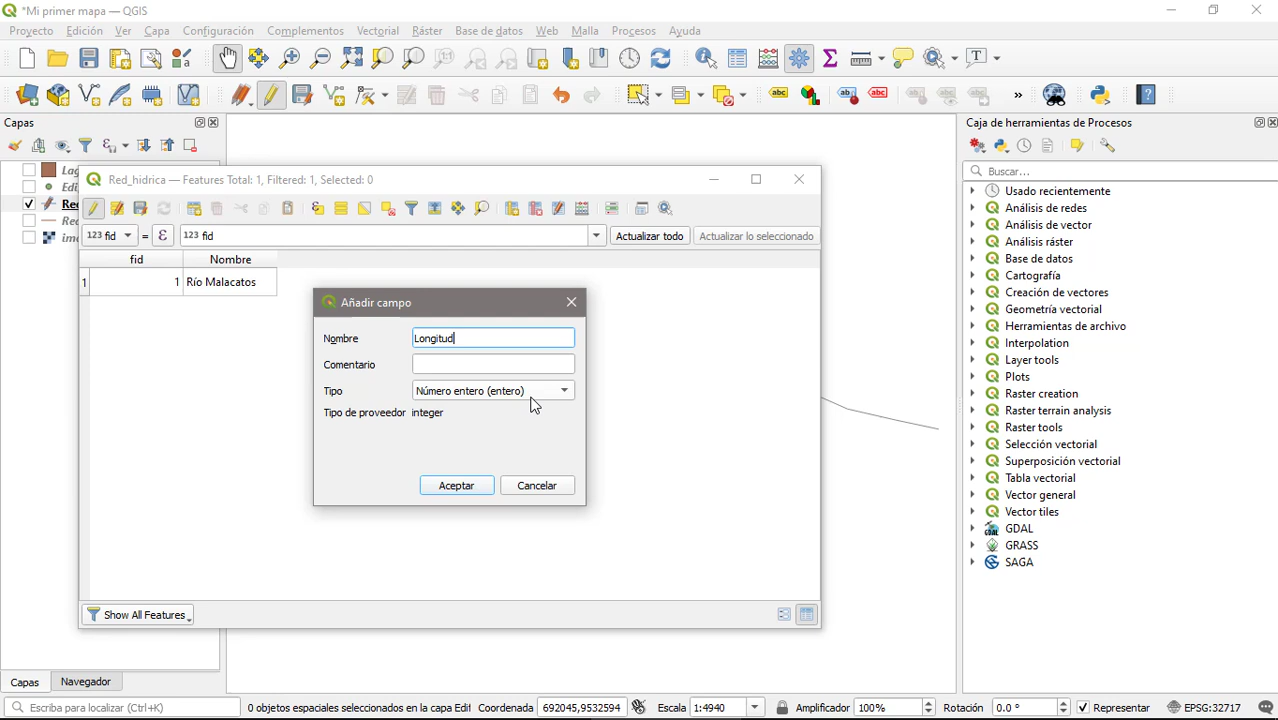 *Mi primer mapa — QGIS
Proyecto Edición Ver Capa Configuración Complementos Vectorial Ráster Base de datos Web Malla Procesos Ayuda
Capas
Lag
Edi
Red
Re
im
Red_hidrica — Features Total: 1, Filtered: 1, Selected: 0
123 fid = ε 123 fid Actualizar todo Actualizar lo seleccionado
fid Nombre
1 1 Río Malacatos
Añadir campo
Nombre Longitud
Comentario
Tipo Número entero (entero)
Tipo de proveedor integer
Aceptar Cancelar
Show All Features
Caja de herramientas de Procesos
Buscar...
Usado recientemente
Análisis de redes
Análisis de vector
Análisis ráster
Base de datos
Cartografía
Creación de vectores
Geometría vectorial
Herramientas de archivo
Interpolation
Layer tools
Plots
Raster creation
Raster terrain analysis
Raster tools
Selección vectorial
Superposición vectorial
Tabla vectorial
Vector general
Vector tiles
GDAL
GRASS
SAGA
Capas Navegador
Escriba para localizar (Ctrl+K) 0 objetos espaciales seleccionados en la capa Edif Coordenada 692045,9532594 Escala 1:4940 Amplificador 100% Rotación 0.0 ° Representar EPSG:32717